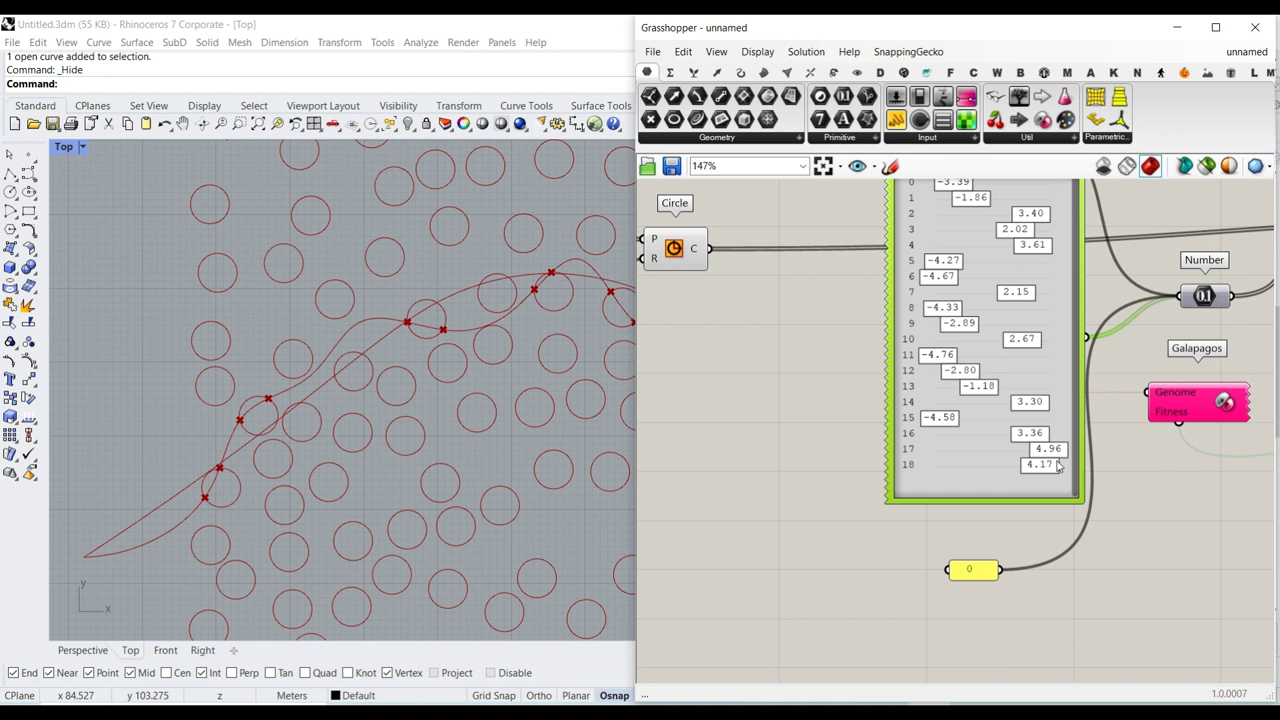 Untitled.3dm (55 KB) - Rhinoceros 7 Corporate - [Top]
File Edit View Curve Surface SubD Solid Mesh Dimension Transform Tools Analyze Render Panels Help
1 open curve added to selection.
Command: _Hide
Command:
Standard CPlanes Set View Display Select Viewport Layout Visibility Transform Curve Tools Surface Tools
Top
y
x
Perspective Top Front Right
End Near Point Mid Cen Int Perp Tan Quad Knot Vertex Project Disable
CPlane x 84.527 y 103.275 z Meters Default Grid Snap Ortho Planar Osnap
Grasshopper - unnamed
File Edit View Display Solution Help SnappingGecko unnamed
D F C W B M A K N L M
Geometry Primitive Input Util Parametric...
147%
Circle
P
R
C
0 -3.39
1 -1.86
2 3.40
3 2.02
4 3.61
5 -4.27
6 -4.67
7 2.15
8 -4.33
9 -2.89
10 2.67
11 -4.76
12 -2.80
13 -1.18
14 3.30
15 -4.58
16 3.36
17 4.96
18 4.17
Number
Galapagos
Genome
Fitness
0
...
1.0.0007